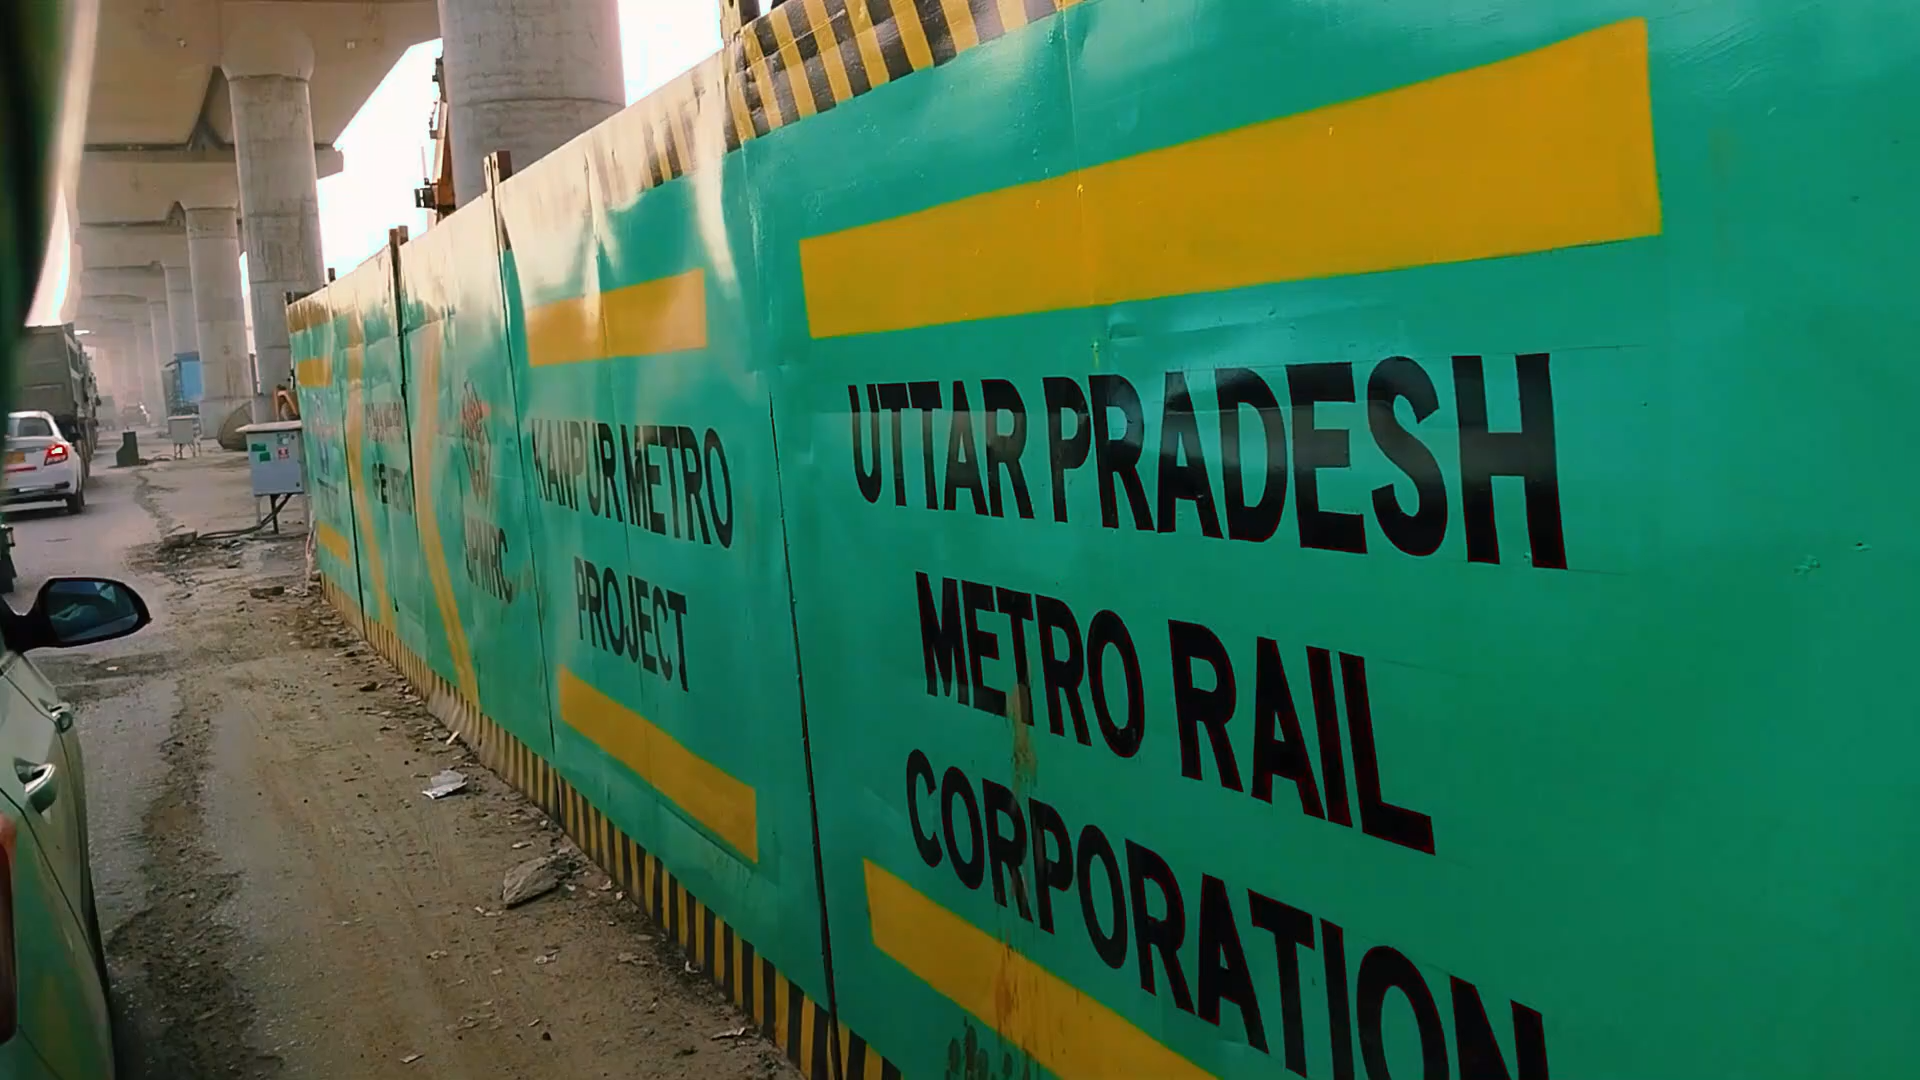 UTTAR PRADESH
METRO RAIL
CORPORATION
KANPUR METRO
PROJECT
UPMRC